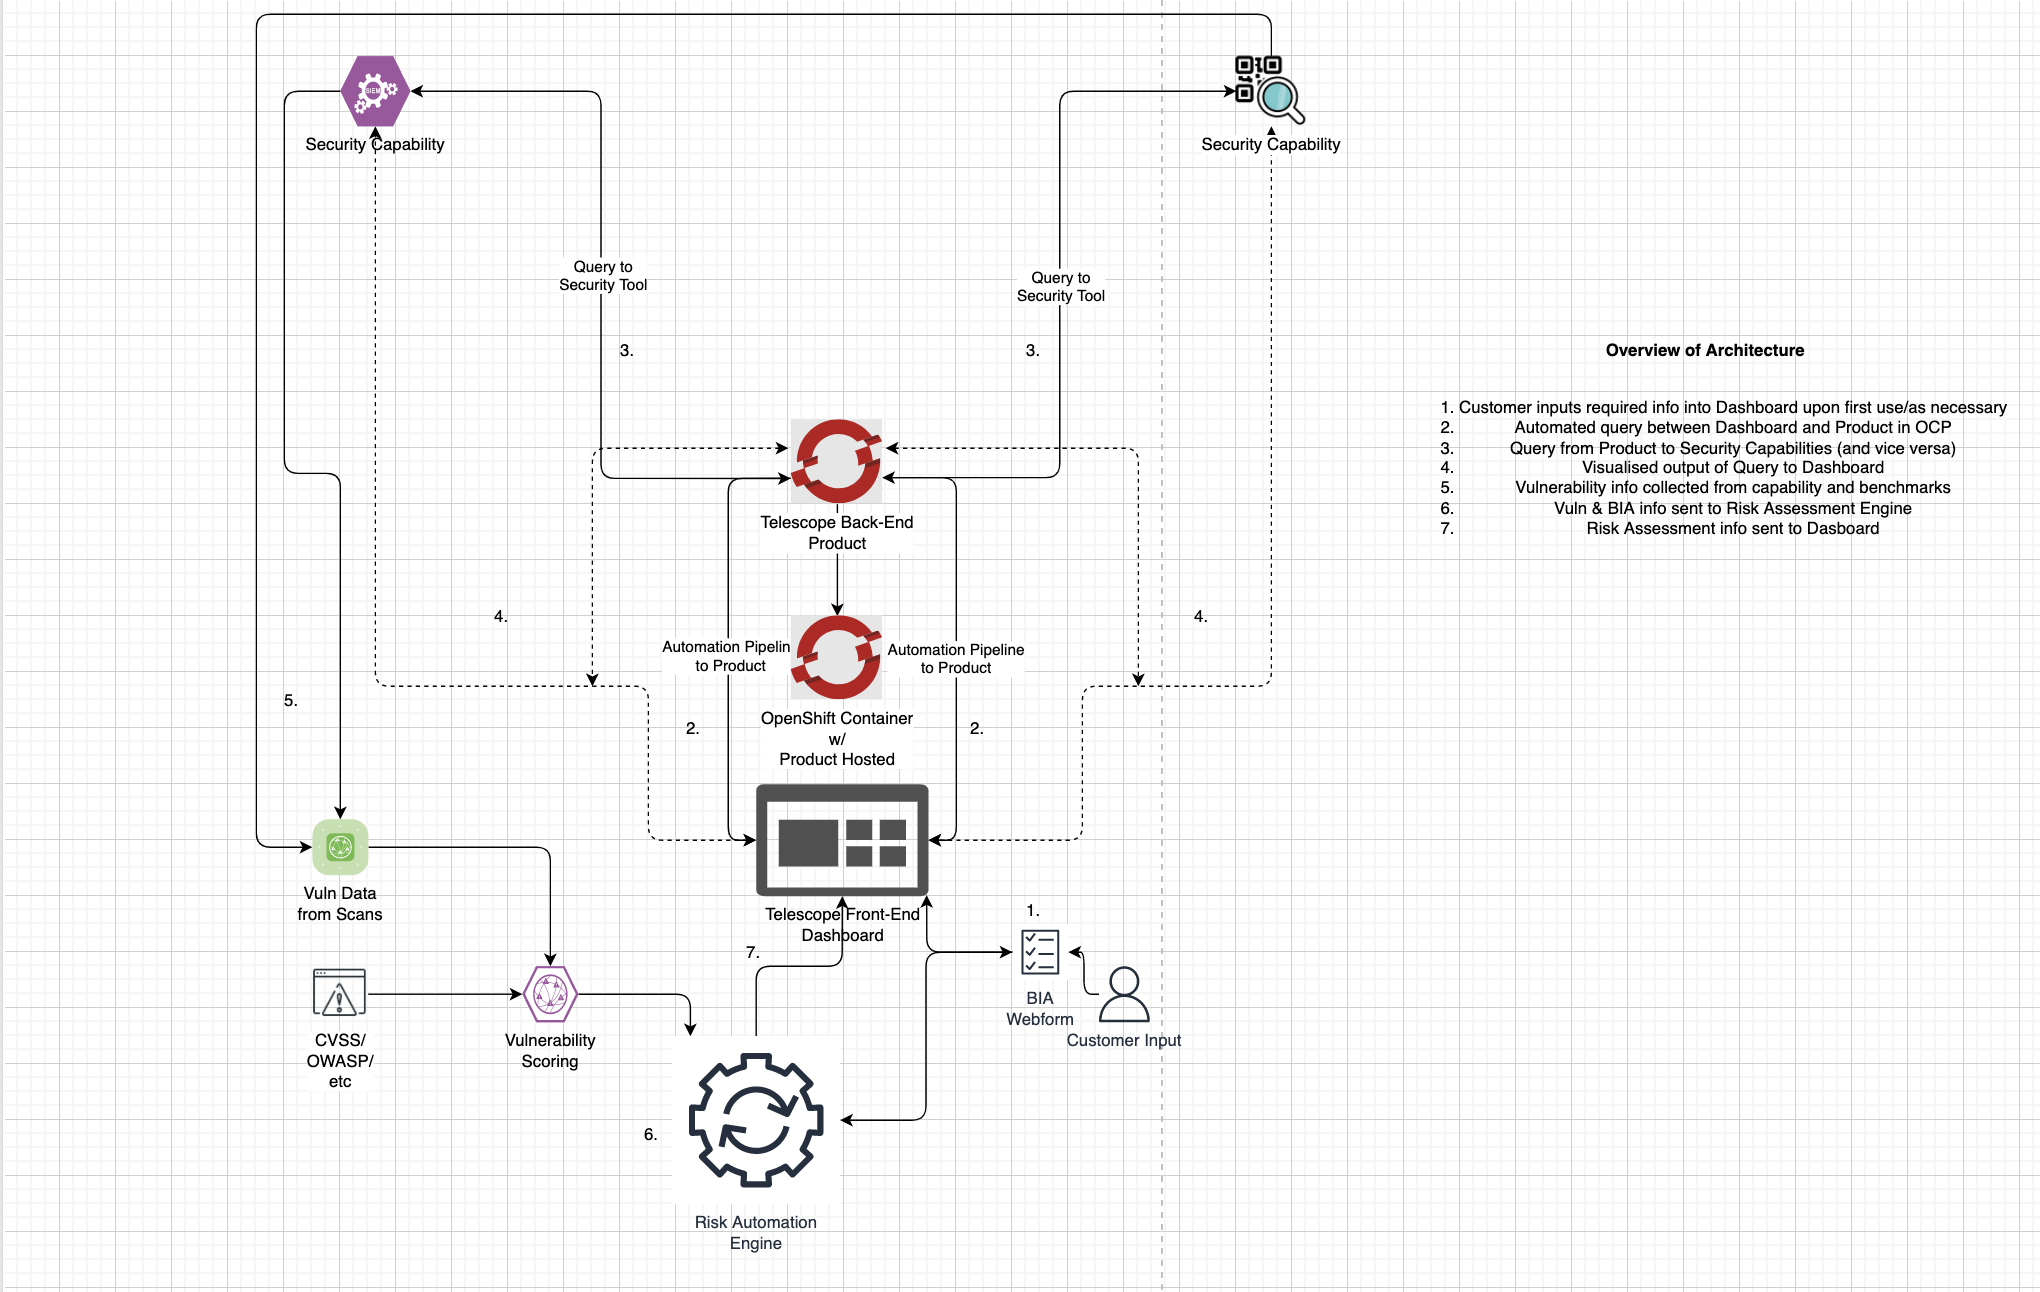 SIEM
Security Capability
Security Capability
Query to
Security Tool
Query to
Security Tool
3.
3.
Overview of Architecture
1. Customer inputs required info into Dashboard upon first use/as necessary
2. Automated query between Dashboard and Product in OCP
3. Query from Product to Security Capabilities (and vice versa)
4. Visualised output of Query to Dashboard
5. Vulnerability info collected from capability and benchmarks
6. Vuln & BIA info sent to Risk Assessment Engine
7. Risk Assessment info sent to Dasboard
Telescope Back-End
Product
4.
4.
Automation Pipelin
to Product
Automation Pipeline
to Product
5.
2.
2.
OpenShift Container
w/
Product Hosted
Vuln Data
from Scans
Telescope Front-End
Dashboard
1.
7.
BIA
Webform
Customer Input
CVSS/
OWASP/
etc
Vulnerability
Scoring
6.
Risk Automation
Engine